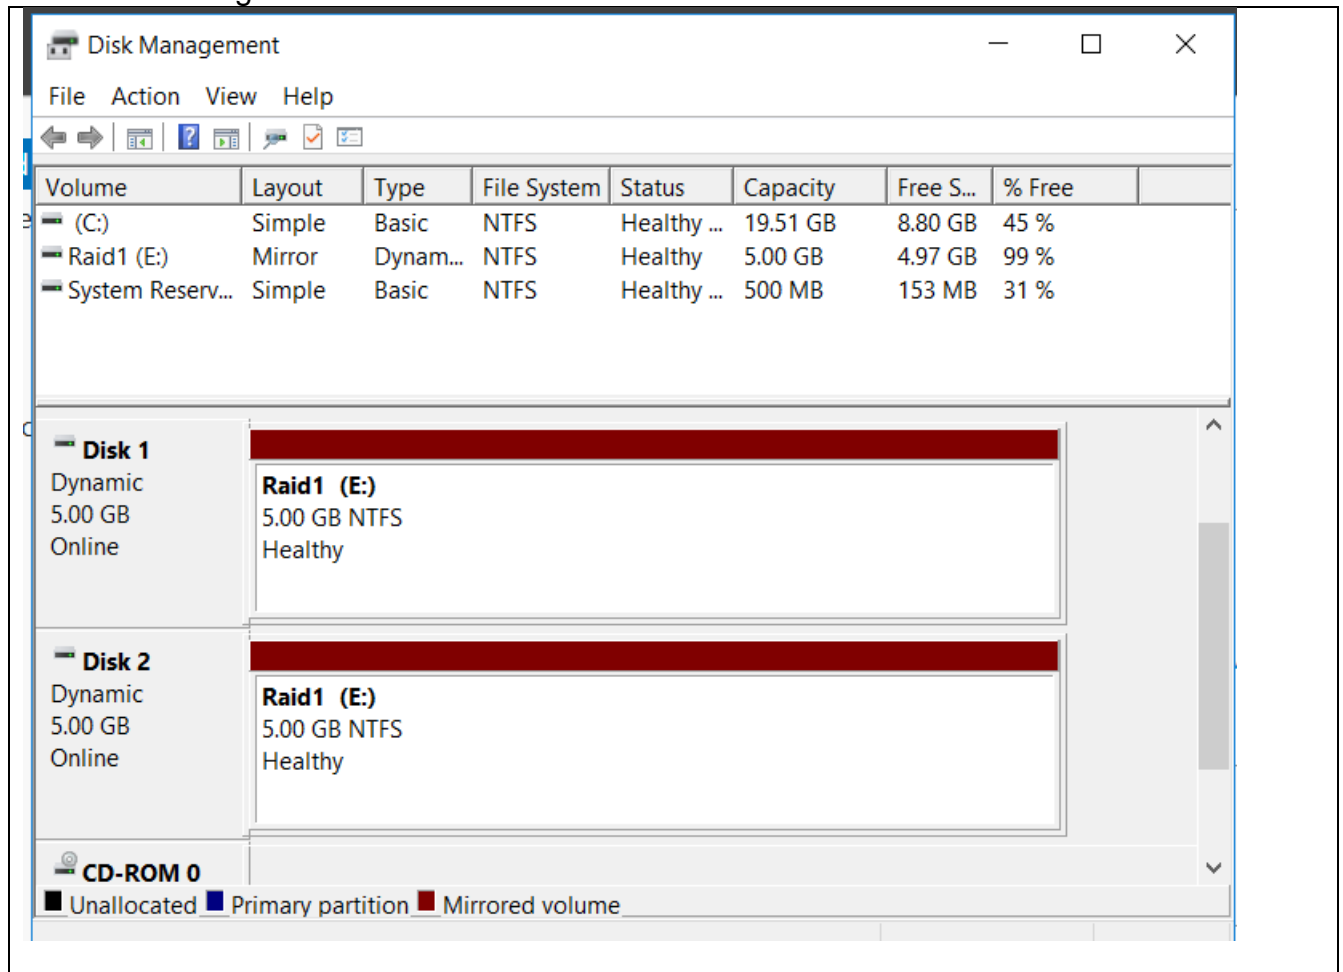 Disk Management
File Action View Help
Volume Layout Type File System Status Capacity Free S... % Free
(C:) Simple Basic NTFS Healthy ... 19.51 GB 8.80 GB 45 %
Raid1 (E:) Mirror Dynam... NTFS Healthy 5.00 GB 4.97 GB 99 %
System Reserv... Simple Basic NTFS Healthy ... 500 MB 153 MB 31 %
Disk 1
Dynamic
5.00 GB
Online
Raid1 (E:)
5.00 GB NTFS
Healthy
Disk 2
Dynamic
5.00 GB
Online
Raid1 (E:)
5.00 GB NTFS
Healthy
CD-ROM 0
Unallocated Primary partition Mirrored volume